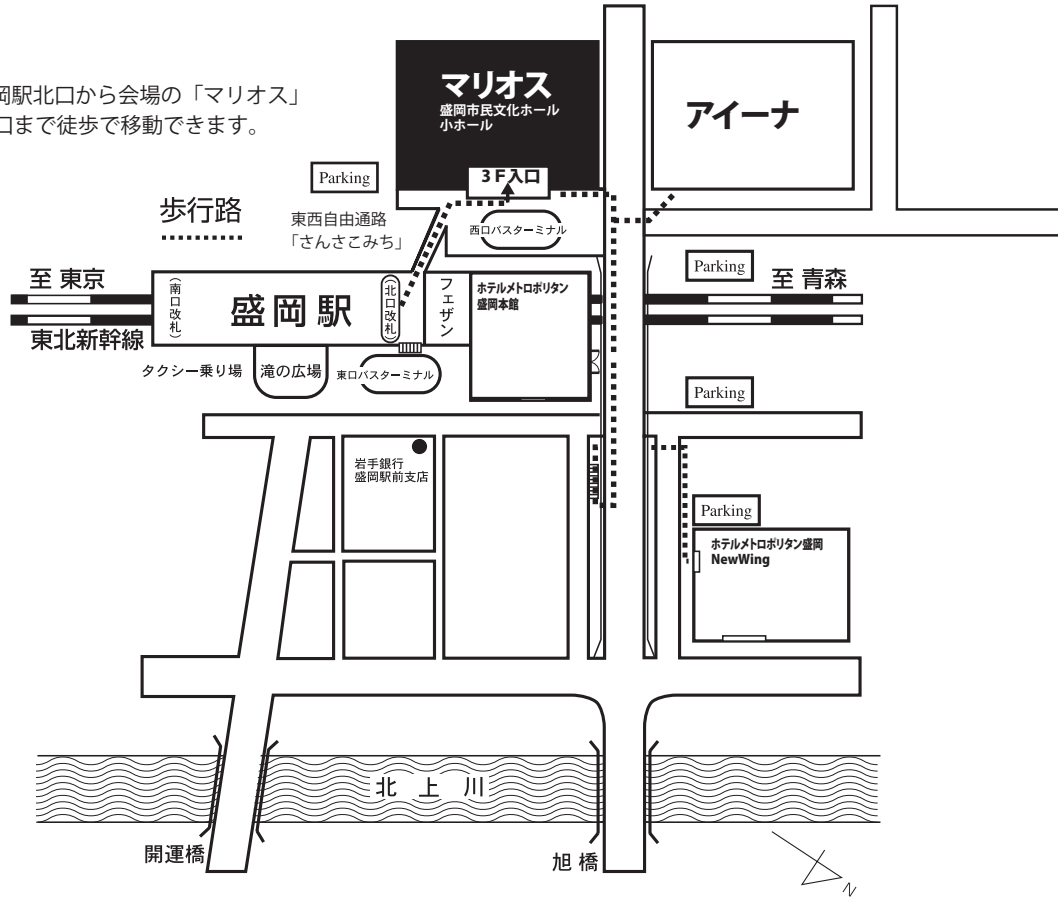 岡駅北口から会場の「マリオス」
口まで徒歩で移動できます。
マリオス
盛岡市民文化ホール
小ホール
アイーナ
3F入口
Parking
歩行路
東西自由通路
「さんさこみち」
西口バスターミナル
Parking
至 東京
至 青森
(南口改札)
盛岡駅
(北口改札)
フェザン
ホテルメトロポリタン
盛岡本館
東北新幹線
タクシー乗り場
滝の広場
東口バスターミナル
Parking
岩手銀行
盛岡駅前支店
Parking
ホテルメトロポリタン盛岡
NewWing
北上川
開運橋
旭橋
N